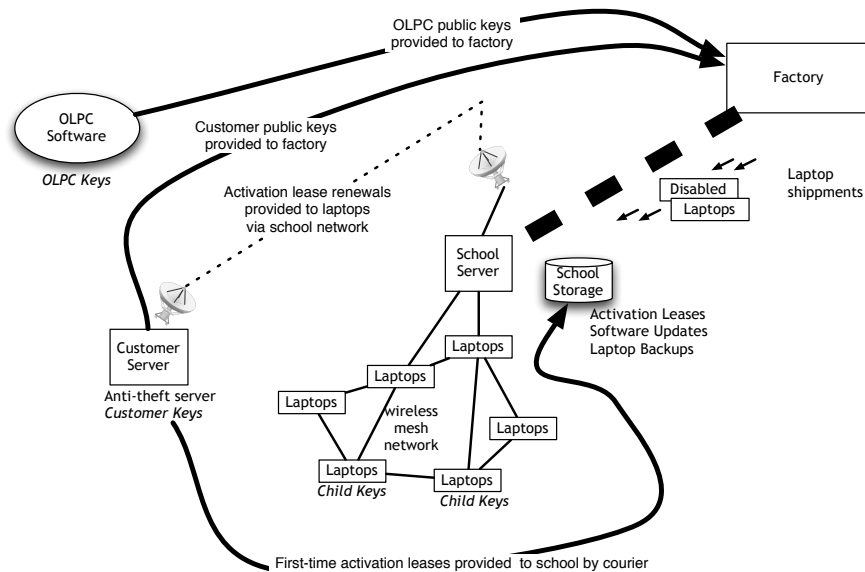 OLPC public keys
provided to factory
Factory
OLPC
Software
OLPC Keys
Customer public keys
provided to factory
Laptop
shippments
Disabled
Laptops
Activation lease renewals
provided to laptops
via school network
School
Server
School
Storage
Activation Leases
Software Updates
Laptop Backups
Customer
Server
Anti-theft server
Customer Keys
Laptops
Laptops
Laptops
wireless
mesh
network
Laptops
Laptops
Child Keys
Laptops
Child Keys
First-time activation leases provided to school by courier